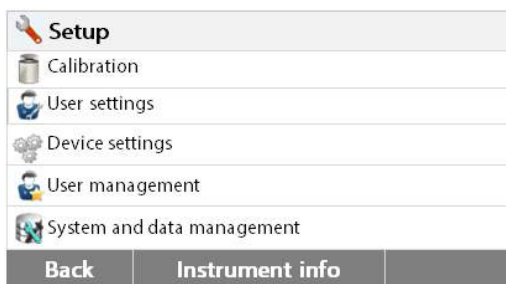 Setup
Calibration
User settings
Device settings
User management
System and data management
Back Instrument info